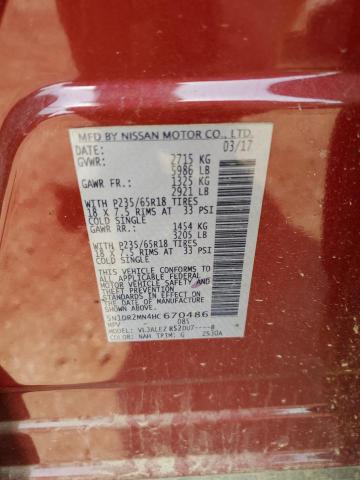 MFD BY NISSAN MOTOR CO., LTD.
DATE: 03/17
GVWR: 2715 KG
5986 LB
GAWR FR.: 1325 KG
2921 LB
WITH P235/65R18 TIRES
18 X 7.5 RIMS AT 33 PSI
COLD SINGLE
GAWR RR.: 1454 KG
3205 LB
WITH P235/65R18 TIRES
18 X 7.5 RIMS AT 33 PSI
COLD SINGLE
THIS VEHICLE CONFORMS TO
ALL APPLICABLE FEDERAL
MOTOR VEHICLE SAFETY AND
THEFT PREVENTION
STANDARDS IN EFFECT ON THE
DATE OF MANUFACTURE
SHOWN ABOVE.
5N1DR2MN4HC670486
MPV 085
MODEL:
COLOR: NAH TRIM: G 2530A